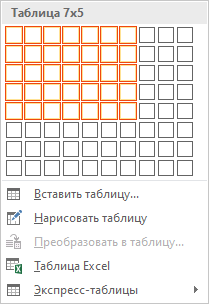 Таблица 7x5
Вставить таблицу...
Нарисовать таблицу
Преобразовать в таблицу...
Таблица Excel
Экспресс-таблицы